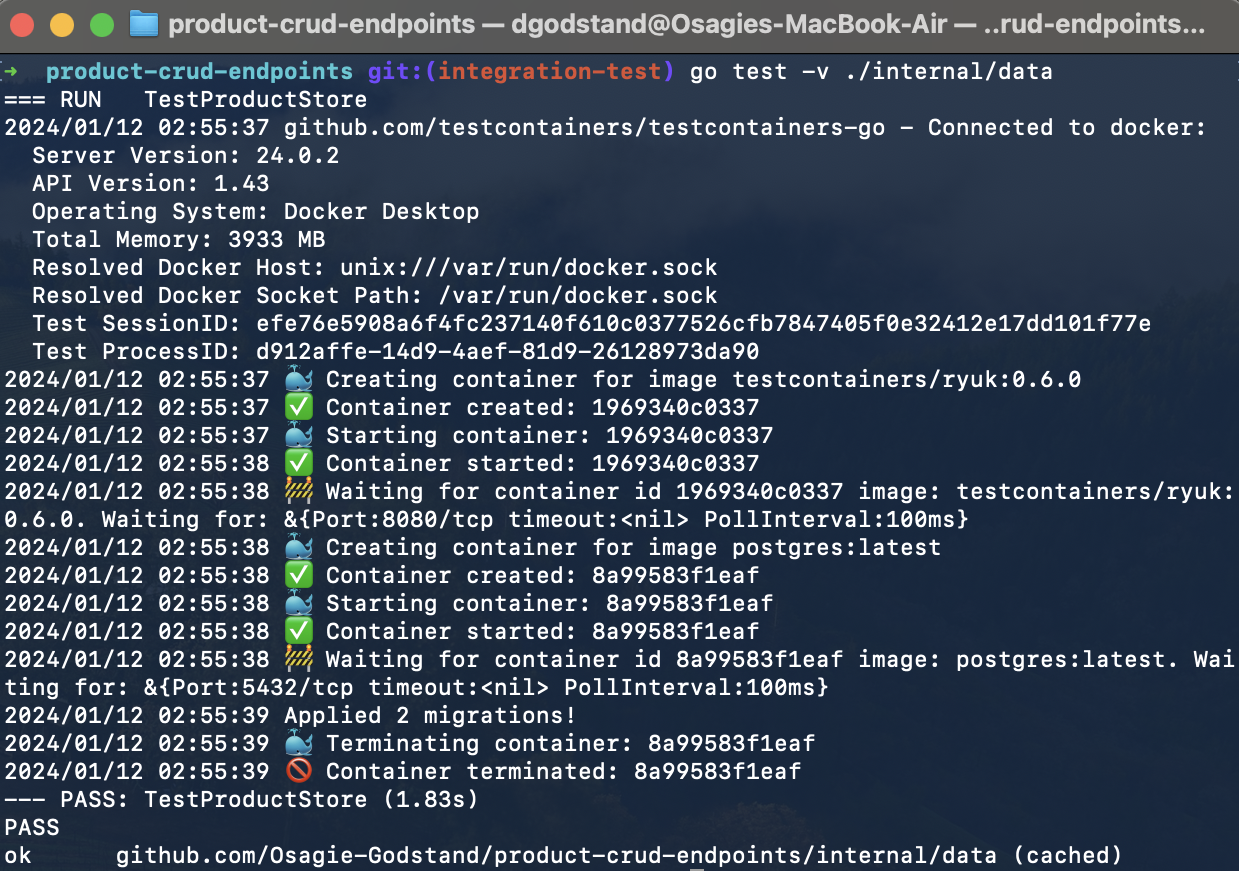 product-crud-endpoints — dgodstand@Osagies-MacBook-Air — ..rud-endpoints...
➜ product-crud-endpoints git:(integration-test) go test -v ./internal/data
=== RUN TestProductStore
2024/01/12 02:55:37 github.com/testcontainers/testcontainers-go - Connected to docker:
Server Version: 24.0.2
API Version: 1.43
Operating System: Docker Desktop
Total Memory: 3933 MB
Resolved Docker Host: unix:///var/run/docker.sock
Resolved Docker Socket Path: /var/run/docker.sock
Test SessionID: efe76e5908a6f4fc237140f610c0377526cfb7847405f0e32412e17dd101f77e
Test ProcessID: d912affe-14d9-4aef-81d9-26128973da90
2024/01/12 02:55:37 🐳 Creating container for image testcontainers/ryuk:0.6.0
2024/01/12 02:55:37 ✅ Container created: 1969340c0337
2024/01/12 02:55:37 🐳 Starting container: 1969340c0337
2024/01/12 02:55:38 ✅ Container started: 1969340c0337
2024/01/12 02:55:38 🚧 Waiting for container id 1969340c0337 image: testcontainers/ryuk:
0.6.0. Waiting for: &{Port:8080/tcp timeout:<nil> PollInterval:100ms}
2024/01/12 02:55:38 🐳 Creating container for image postgres:latest
2024/01/12 02:55:38 ✅ Container created: 8a99583f1eaf
2024/01/12 02:55:38 🐳 Starting container: 8a99583f1eaf
2024/01/12 02:55:38 ✅ Container started: 8a99583f1eaf
2024/01/12 02:55:38 🚧 Waiting for container id 8a99583f1eaf image: postgres:latest. Wai
ting for: &{Port:5432/tcp timeout:<nil> PollInterval:100ms}
2024/01/12 02:55:39 Applied 2 migrations!
2024/01/12 02:55:39 🐳 Terminating container: 8a99583f1eaf
2024/01/12 02:55:39 🚫 Container terminated: 8a99583f1eaf
--- PASS: TestProductStore (1.83s)
PASS
ok github.com/Osagie-Godstand/product-crud-endpoints/internal/data (cached)